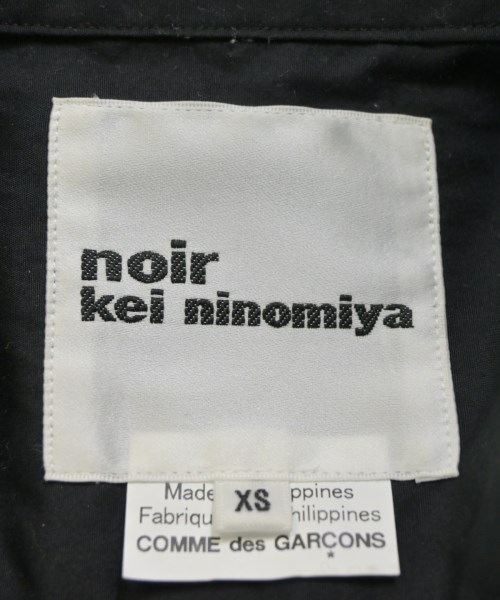 noir
kei ninomiya
XS
Made ppines
Fabriqu hilippines
COMME des GARÇONS
*